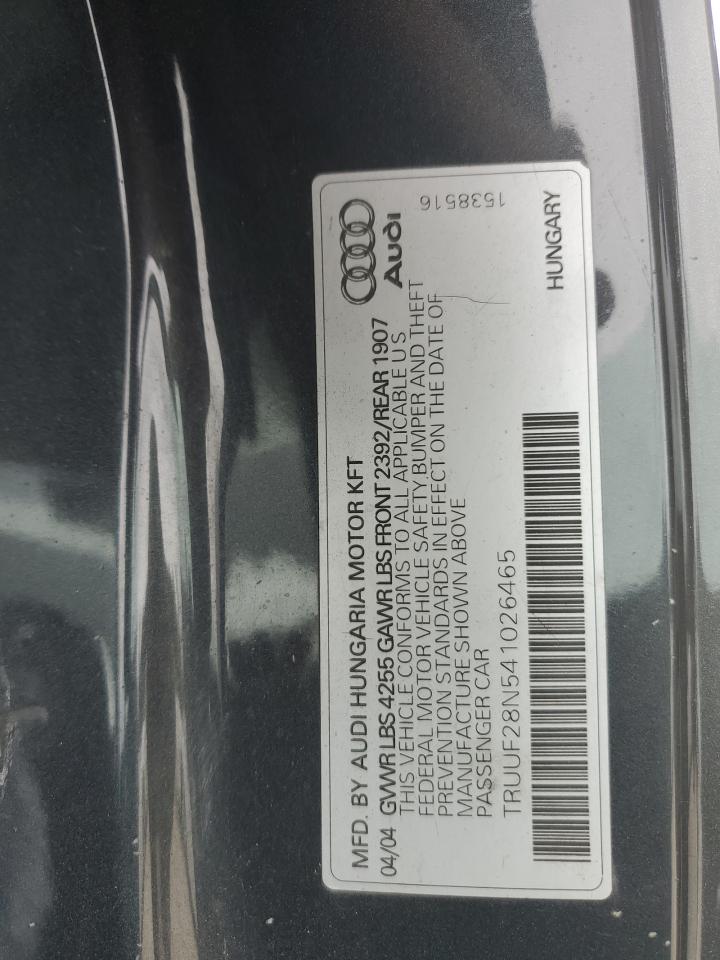 MFD. BY AUDI HUNGARIA MOTOR KFT
04/04 GVWR LBS 4255 GAWR LBS FRONT 2392/REAR 1907
THIS VEHICLE CONFORMS TO ALL APPLICABLE U S
FEDERAL MOTOR VEHICLE SAFETY, BUMPER AND THEFT
PREVENTION STANDARDS IN EFFECT ON THE DATE OF
MANUFACTURE SHOWN ABOVE
PASSENGER CAR
TRUUF28N541026465
Audi
1538516
HUNGARY